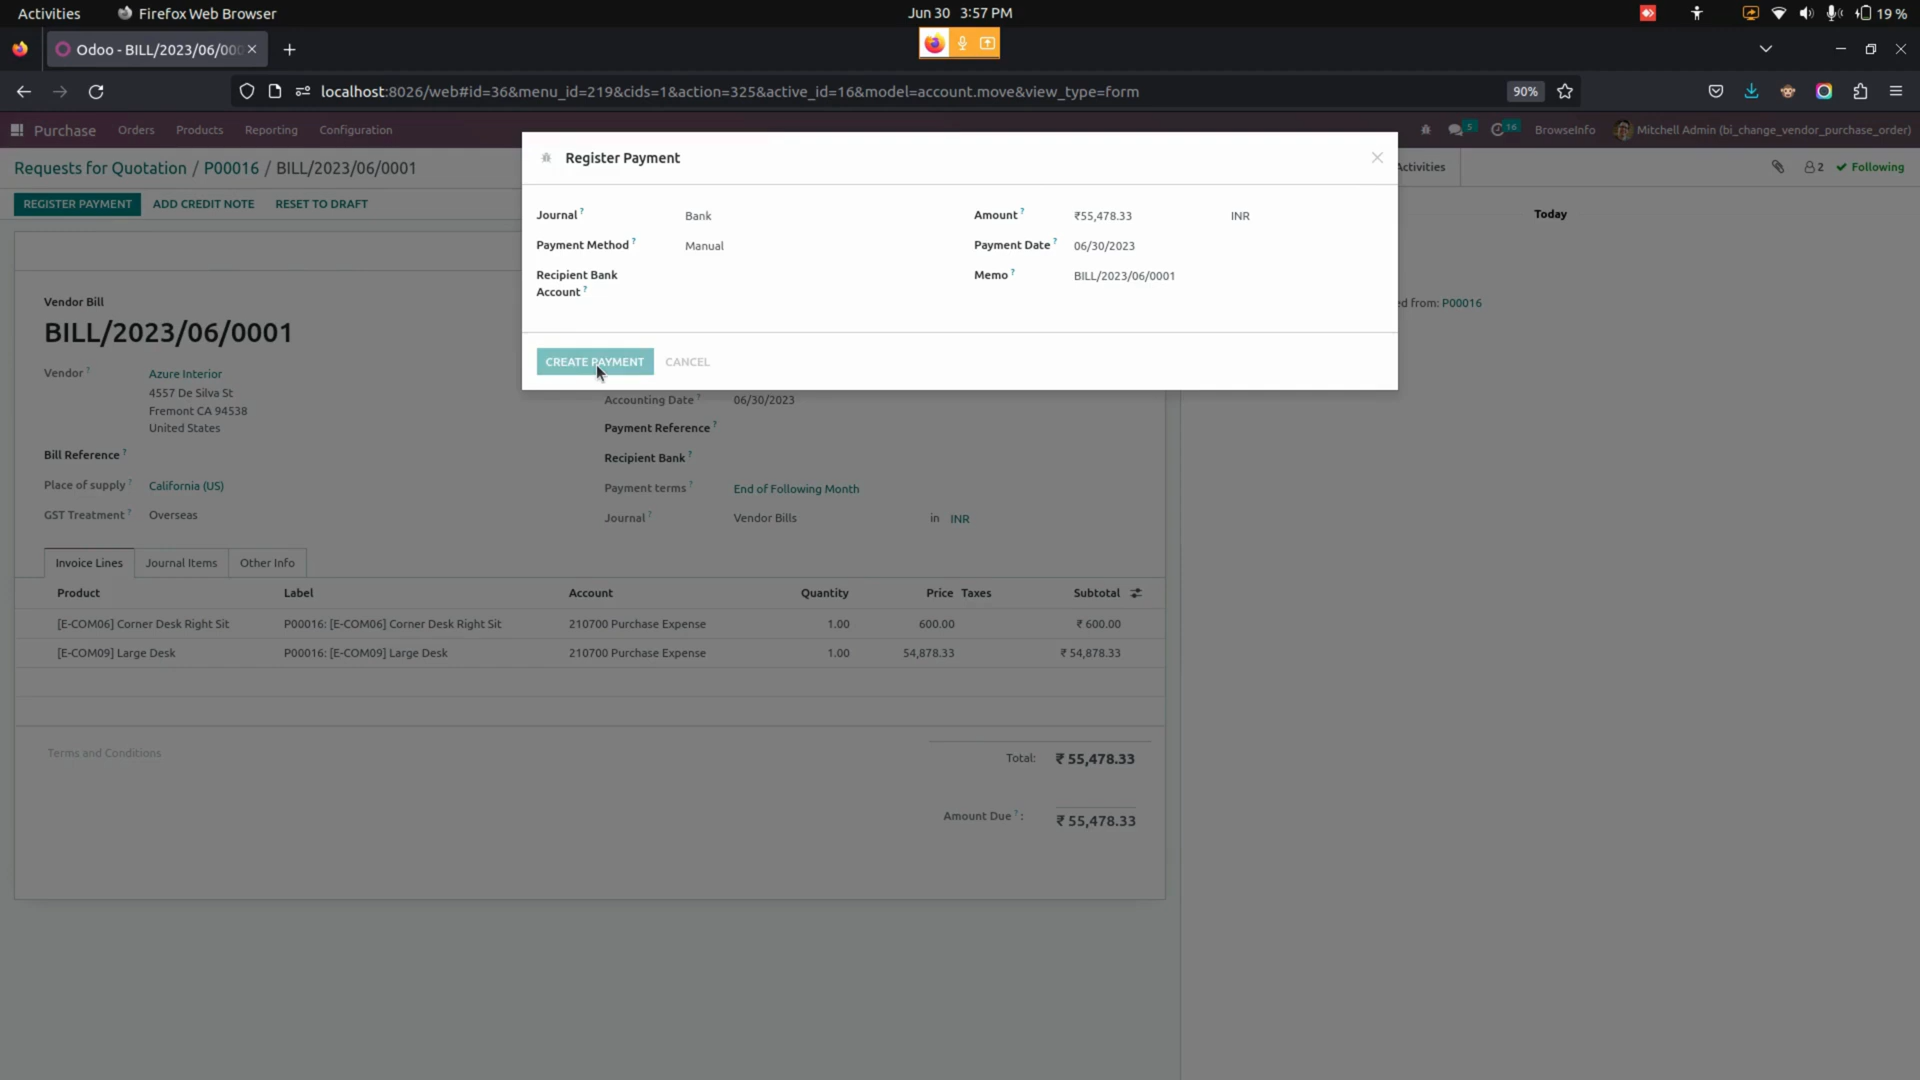 Activities Firefox Web Browser Jun 30 3:57 PM 19 %
Odoo - BILL/2023/06/000
localhost:8026/web#id=36&menu_id=219&cids=1&action=325&active_id=16&model=account.move&view_type=form 90%
Purchase Orders Products Reporting Configuration 5 16 BrowseInfo Mitchell Admin (bi_change_vendor_purchase_order)
Requests for Quotation / P00016 / BILL/2023/06/0001 Activities 2 Following
REGISTER PAYMENT ADD CREDIT NOTE RESET TO DRAFT Today
Register Payment
Journal ? Bank Amount ? ₹55,478.33 INR
Payment Method ? Manual Payment Date ? 06/30/2023
Recipient Bank Account ? Memo ? BILL/2023/06/0001
CREATE PAYMENT CANCEL
ed from: P00016
Vendor Bill
BILL/2023/06/0001
Vendor ? Azure Interior
4557 De Silva St
Fremont CA 94538
United States
Bill Reference ?
Place of supply ? California (US)
GST Treatment ? Overseas
Accounting Date ? 06/30/2023
Payment Reference ?
Recipient Bank ?
Payment terms ? End of Following Month
Journal ? Vendor Bills in INR
Invoice Lines Journal Items Other Info
Product Label Account Quantity Price Taxes Subtotal
[E-COM06] Corner Desk Right Sit P00016: [E-COM06] Corner Desk Right Sit 210700 Purchase Expense 1.00 600.00 ₹ 600.00
[E-COM09] Large Desk P00016: [E-COM09] Large Desk 210700 Purchase Expense 1.00 54,878.33 ₹ 54,878.33
Terms and Conditions
Total: ₹ 55,478.33
Amount Due ? : ₹ 55,478.33